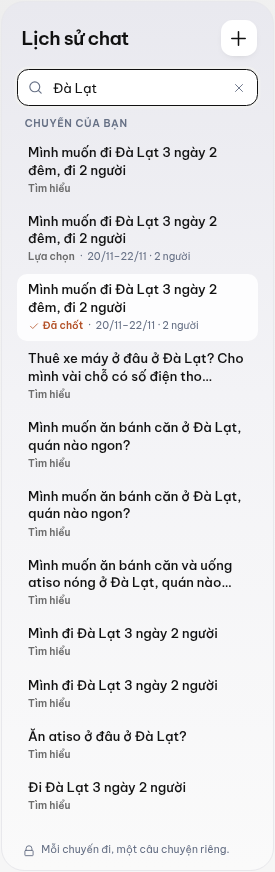 Lịch sử chat
Đà Lạt
CHUYẾN CỦA BẠN
Mình muốn đi Đà Lạt 3 ngày 2
đêm, đi 2 người
Tìm hiểu
Mình muốn đi Đà Lạt 3 ngày 2
đêm, đi 2 người
Lựa chọn · 20/11–22/11 · 2 người
Mình muốn đi Đà Lạt 3 ngày 2
đêm, đi 2 người
Đã chốt · 20/11–22/11 · 2 người
Thuê xe máy ở đâu ở Đà Lạt? Cho
mình vài chỗ có số điện tho...
Tìm hiểu
Mình muốn ăn bánh căn ở Đà Lạt,
quán nào ngon?
Tìm hiểu
Mình muốn ăn bánh căn ở Đà Lạt,
quán nào ngon?
Tìm hiểu
Mình muốn ăn bánh căn và uống
atiso nóng ở Đà Lạt, quán nào...
Tìm hiểu
Mình đi Đà Lạt 3 ngày 2 người
Tìm hiểu
Mình đi Đà Lạt 3 ngày 2 người
Tìm hiểu
Ăn atiso ở đâu ở Đà Lạt?
Tìm hiểu
Đi Đà Lạt 3 ngày 2 người
Tìm hiểu
Mỗi chuyến đi, một câu chuyện riêng.